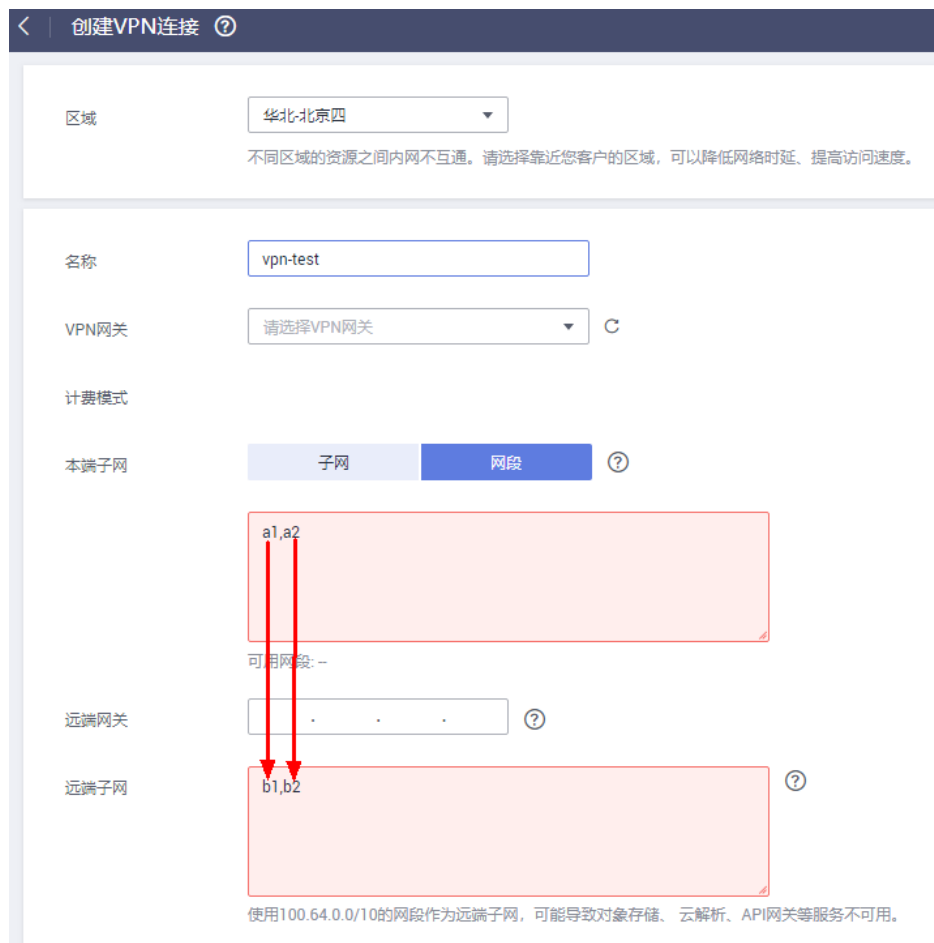 创建VPN连接
区域
华北-北京四
不同区域的资源之间内网不互通。请选择靠近您客户的区域，可以降低网络时延、提高访问速度。
名称
vpn-test
VPN网关
请选择VPN网关
计费模式
本端子网
子网
网段
a1,a2
可用网段: --
远端网关
远端子网
b1,b2
使用100.64.0.0/10的网段作为远端子网，可能导致对象存储、 云解析、API网关等服务不可用。